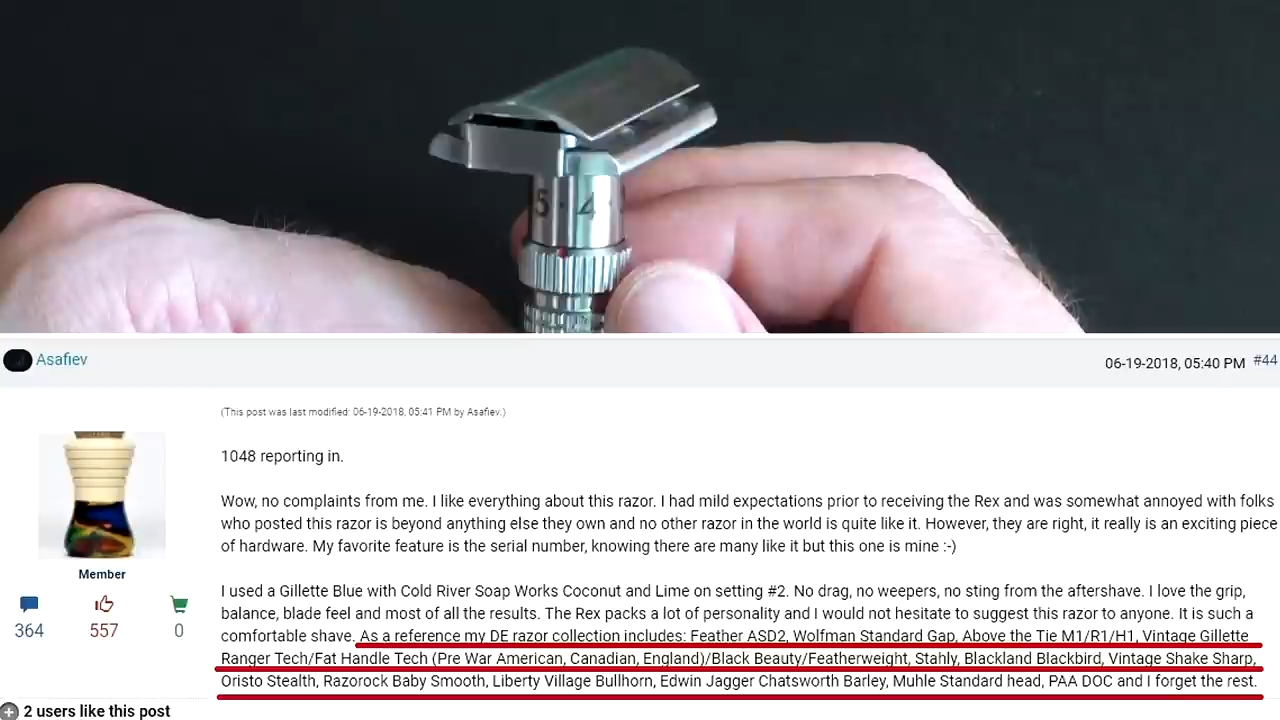 5 · 4
Asafiev
06-19-2018, 05:40 PM #44
(This post was last modified: 06-19-2018, 05:41 PM by Asafiev.)
1048 reporting in.
Wow, no complaints from me. I like everything about this razor. I had mild expectations prior to receiving the Rex and was somewhat annoyed with folks
who posted this razor is beyond anything else they own and no other razor in the world is quite like it. However, they are right, it really is an exciting piece
of hardware. My favorite feature is the serial number, knowing there are many like it but this one is mine :-)
Member
364 557 0
I used a Gillette Blue with Cold River Soap Works Coconut and Lime on setting #2. No drag, no weepers, no sting from the aftershave. I love the grip,
balance, blade feel and most of all the results. The Rex packs a lot of personality and I would not hesitate to suggest this razor to anyone. It is such a
comfortable shave. As a reference my DE razor collection includes: Feather ASD2, Wolfman Standard Gap, Above the Tie M1/R1/H1, Vintage Gillette
Ranger Tech/Fat Handle Tech (Pre War American, Canadian, England)/Black Beauty/Featherweight, Stahly, Blackland Blackbird, Vintage Shake Sharp,
Oristo Stealth, Razorock Baby Smooth, Liberty Village Bullhorn, Edwin Jagger Chatsworth Barley, Muhle Standard head, PAA DOC and I forget the rest.
2 users like this post